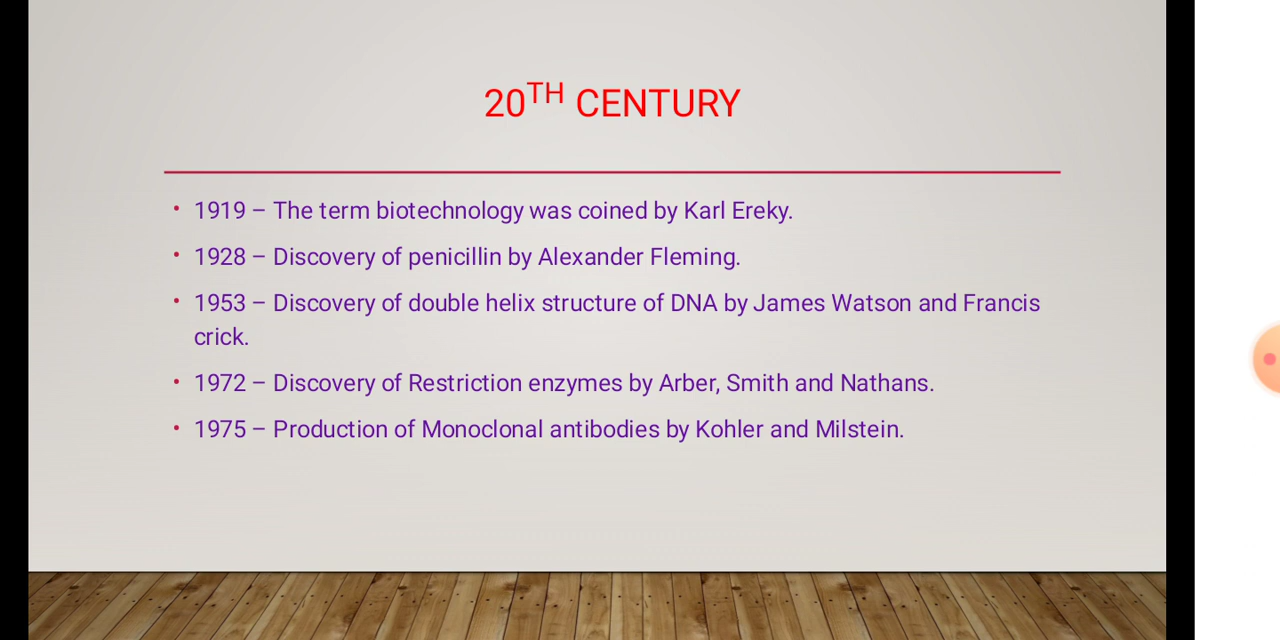 20TH CENTURY
• 1919 – The term biotechnology was coined by Karl Ereky.
• 1928 – Discovery of penicillin by Alexander Fleming.
• 1953 – Discovery of double helix structure of DNA by James Watson and Francis
crick.
• 1972 – Discovery of Restriction enzymes by Arber, Smith and Nathans.
• 1975 – Production of Monoclonal antibodies by Kohler and Milstein.